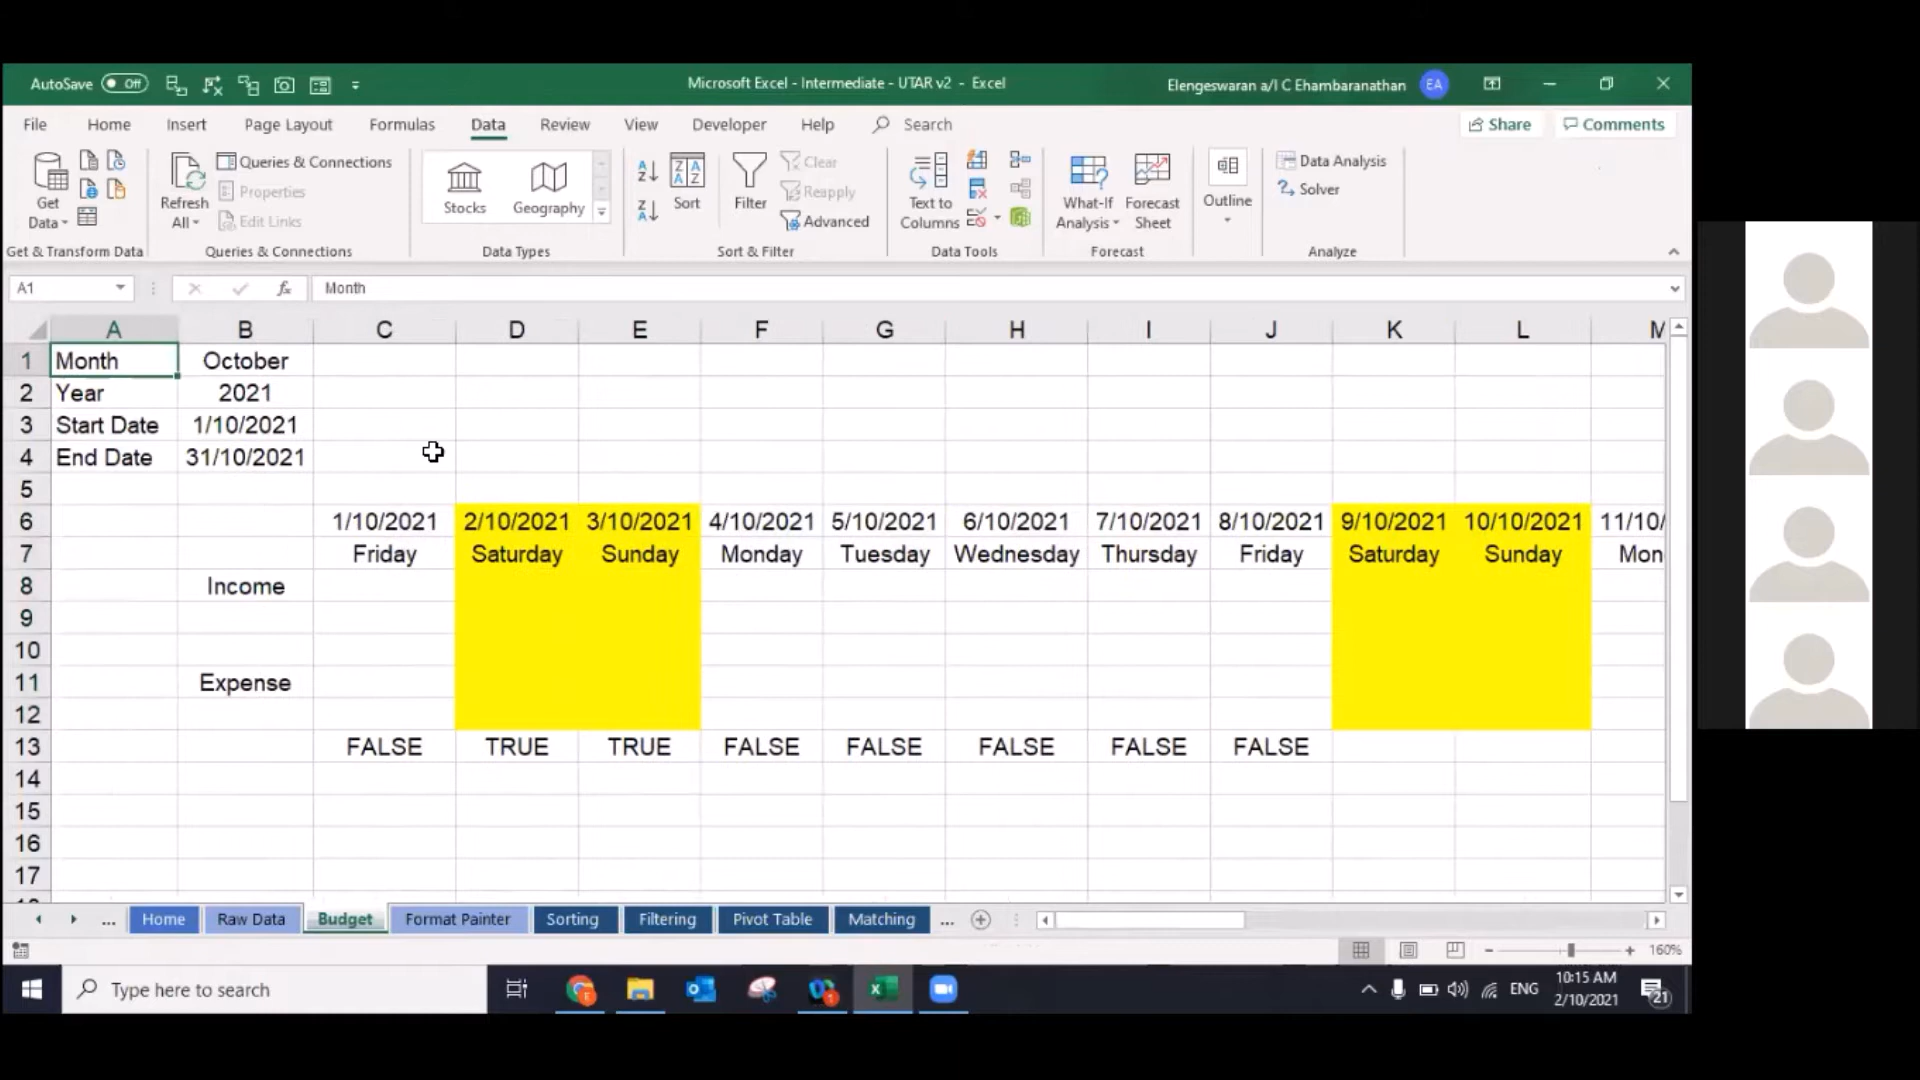 AutoSave Off Microsoft Excel - Intermediate - UTAR v2 - Excel Elengeswaran a/l C Ehambaranathan EA
File Home Insert Page Layout Formulas Data Review View Developer Help Search Share Comments
Get Data
Get & Transform Data
Refresh All
Queries & Connections
Properties
Edit Links
Queries & Connections
Stocks Geography
Data Types
Sort
Filter
Clear
Reapply
Advanced
Sort & Filter
Text to Columns
Data Tools
What-If Analysis
Forecast Sheet
Forecast
Outline
Data Analysis
Solver
Analyze
A1 fx Month
A B C D E F G H I J K L M
1 Month October
2 Year 2021
3 Start Date 1/10/2021
4 End Date 31/10/2021
5
6 1/10/2021 2/10/2021 3/10/2021 4/10/2021 5/10/2021 6/10/2021 7/10/2021 8/10/2021 9/10/2021 10/10/2021 11/10/
7 Friday Saturday Sunday Monday Tuesday Wednesday Thursday Friday Saturday Sunday Mon
8 Income
9
10
11 Expense
12
13 FALSE TRUE TRUE FALSE FALSE FALSE FALSE FALSE
14
15
16
17
... Home Raw Data Budget Format Painter Sorting Filtering Pivot Table Matching ...
160%
Type here to search ENG 10:15 AM
2/10/2021 21